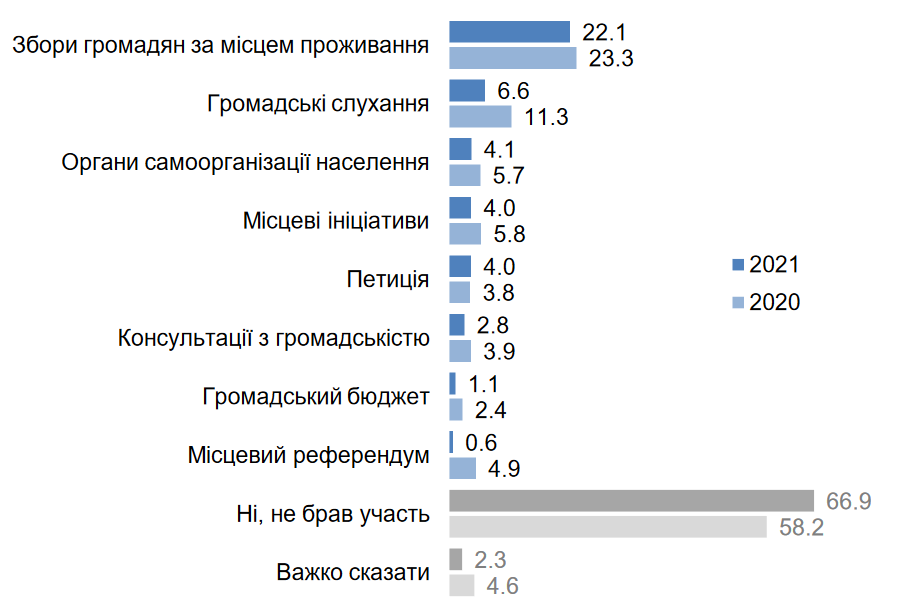 Збори громадян за місцем проживання
22.1
23.3
Громадські слухання
6.6
11.3
Органи самоорганізації населення
4.1
5.7
Місцеві ініціативи
4.0
5.8
Петиція
4.0
3.8
2021
2020
Консультації з громадськістю
2.8
3.9
Громадський бюджет
1.1
2.4
Місцевий референдум
0.6
4.9
Ні, не брав участь
66.9
58.2
Важко сказати
2.3
4.6